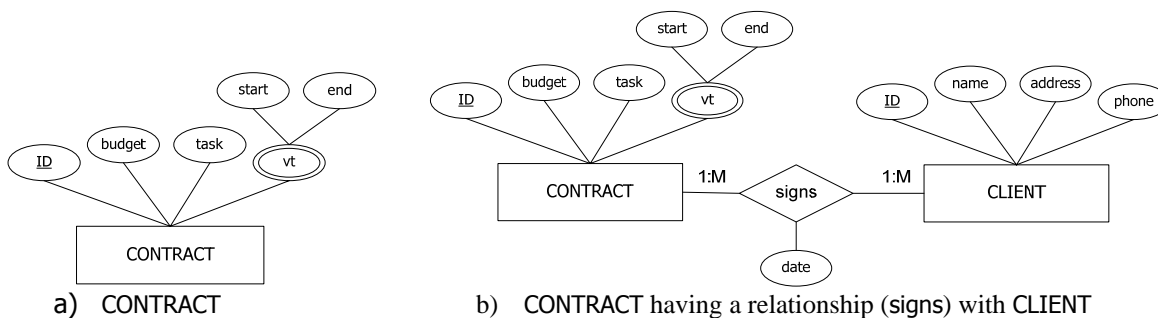 start end
start end
budget task
name address
ID vt
phone
budget task
ID vt
1:M 1:M
CONTRACT signs CLIENT
CONTRACT
date
a) CONTRACT b) CONTRACT having a relationship (signs) with CLIENT
ID